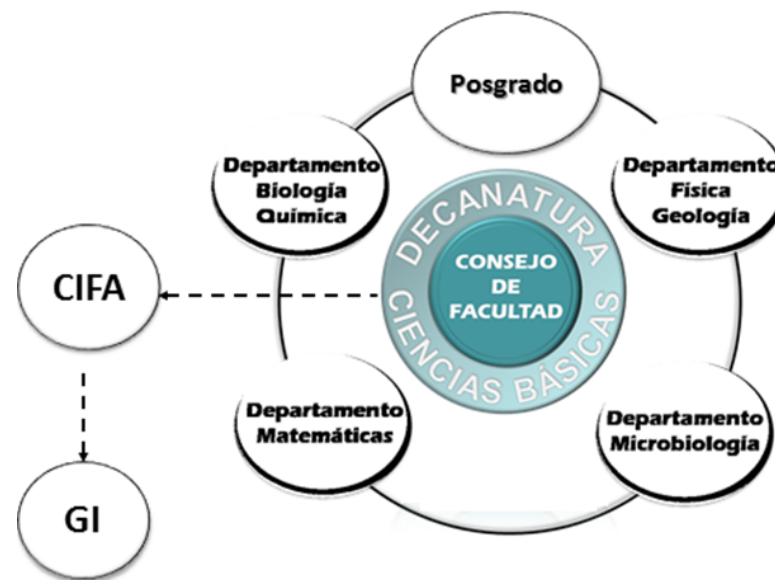 Posgrado
Departamento
Biología
Química
Departamento
Física
Geología
DECANATURA
CIENCIAS BÁSICAS
CONSEJO
DE
FACULTAD
CIFA
Departamento
Matemáticas
Departamento
Microbiología
GI